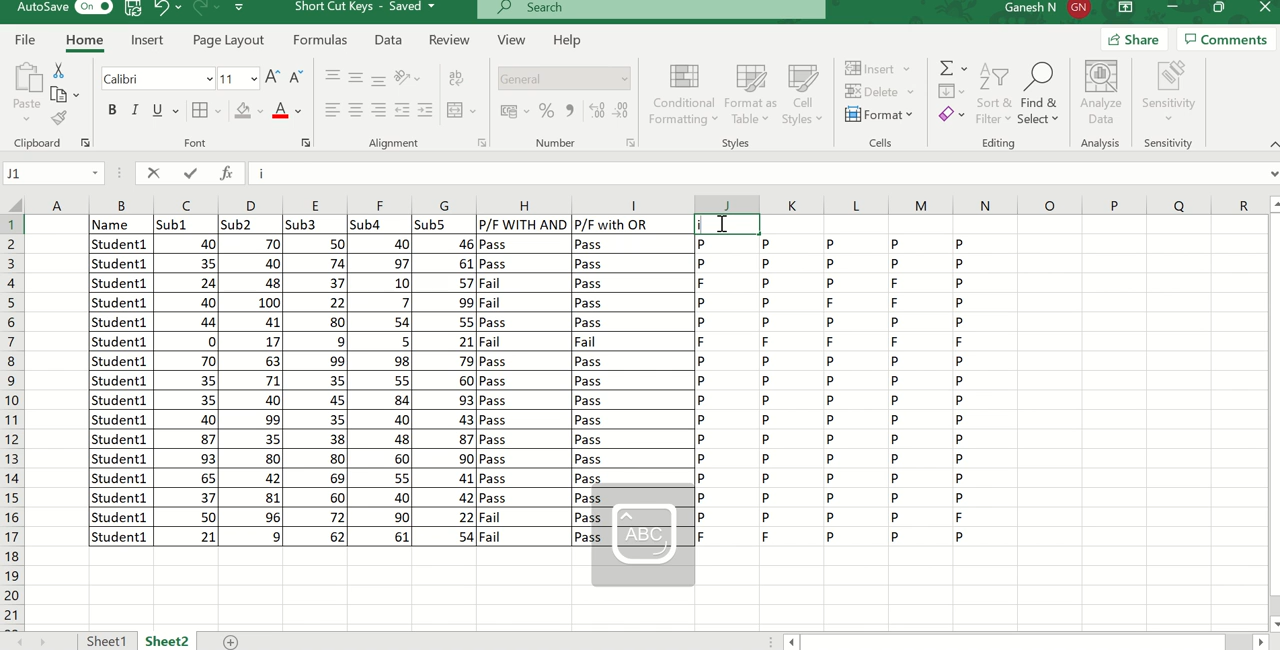 AutoSave On Short Cut Keys - Saved Search Ganesh N GN
File Home Insert Page Layout Formulas Data Review View Help Share Comments
Calibri 11 A A ab General Insert Σ
Paste B I U A % Conditional Formatting Format as Table Cell Styles Delete Sort & Filter Find & Select Analyze Data Sensitivity
Format
Clipboard Font Alignment Number Styles Cells Editing Analysis Sensitivity
J1 fx i
A B C D E F G H I J K L M N O P Q R
1 Name Sub1 Sub2 Sub3 Sub4 Sub5 P/F WITH AND P/F with OR i
2 Student1 40 70 50 40 46 Pass Pass P P P P P
3 Student1 35 40 74 97 61 Pass Pass P P P P P
4 Student1 24 48 37 10 57 Fail Pass F P P F P
5 Student1 40 100 22 7 99 Fail Pass P P F F P
6 Student1 44 41 80 54 55 Pass Pass P P P P P
7 Student1 0 17 9 5 21 Fail Fail F F F F F
8 Student1 70 63 99 98 79 Pass Pass P P P P P
9 Student1 35 71 35 55 60 Pass Pass P P P P P
10 Student1 35 40 45 84 93 Pass Pass P P P P P
11 Student1 40 99 35 40 43 Pass Pass P P P P P
12 Student1 87 35 38 48 87 Pass Pass P P P P P
13 Student1 93 80 80 60 90 Pass Pass P P P P P
14 Student1 65 42 69 55 41 Pass Pass P P P P P
15 Student1 37 81 60 40 42 Pass Pass P P P P P
16 Student1 50 96 72 90 22 Fail Pass P P P P F
17 Student1 21 9 62 61 54 Fail Pass F F P P P
ABC
18
19
20
21
Sheet1 Sheet2